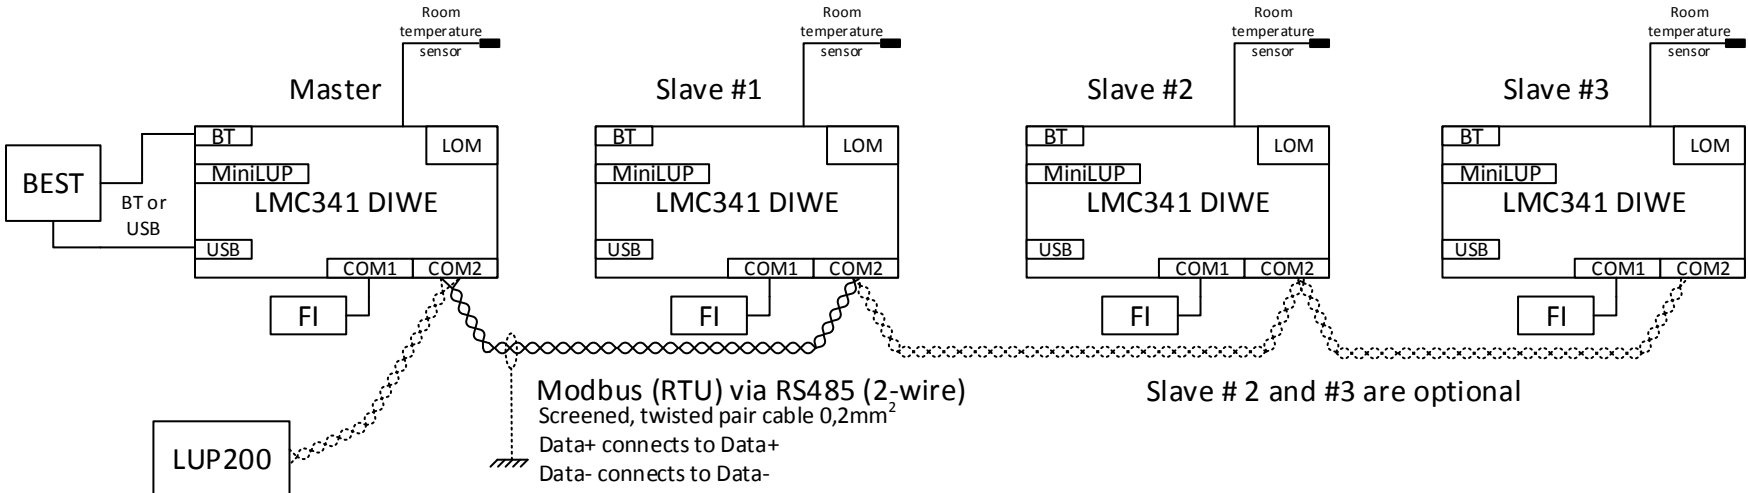 Room
temperature
sensor
Room
temperature
sensor
Room
temperature
sensor
Room
temperature
sensor
Master
Slave #1
Slave #2
Slave #3
BEST
BT or
USB
BT
LOM
MiniLUP
LMC341 DIWE
USB
COM1
COM2
FI
BT
LOM
MiniLUP
LMC341 DIWE
USB
COM1
COM2
FI
BT
LOM
MiniLUP
LMC341 DIWE
USB
COM1
COM2
FI
BT
LOM
MiniLUP
LMC341 DIWE
USB
COM1
COM2
FI
LUP200
Modbus (RTU) via RS485 (2-wire)
Screened, twisted pair cable 0,2mm²
Data+ connects to Data+
Data- connects to Data-
Slave # 2 and #3 are optional